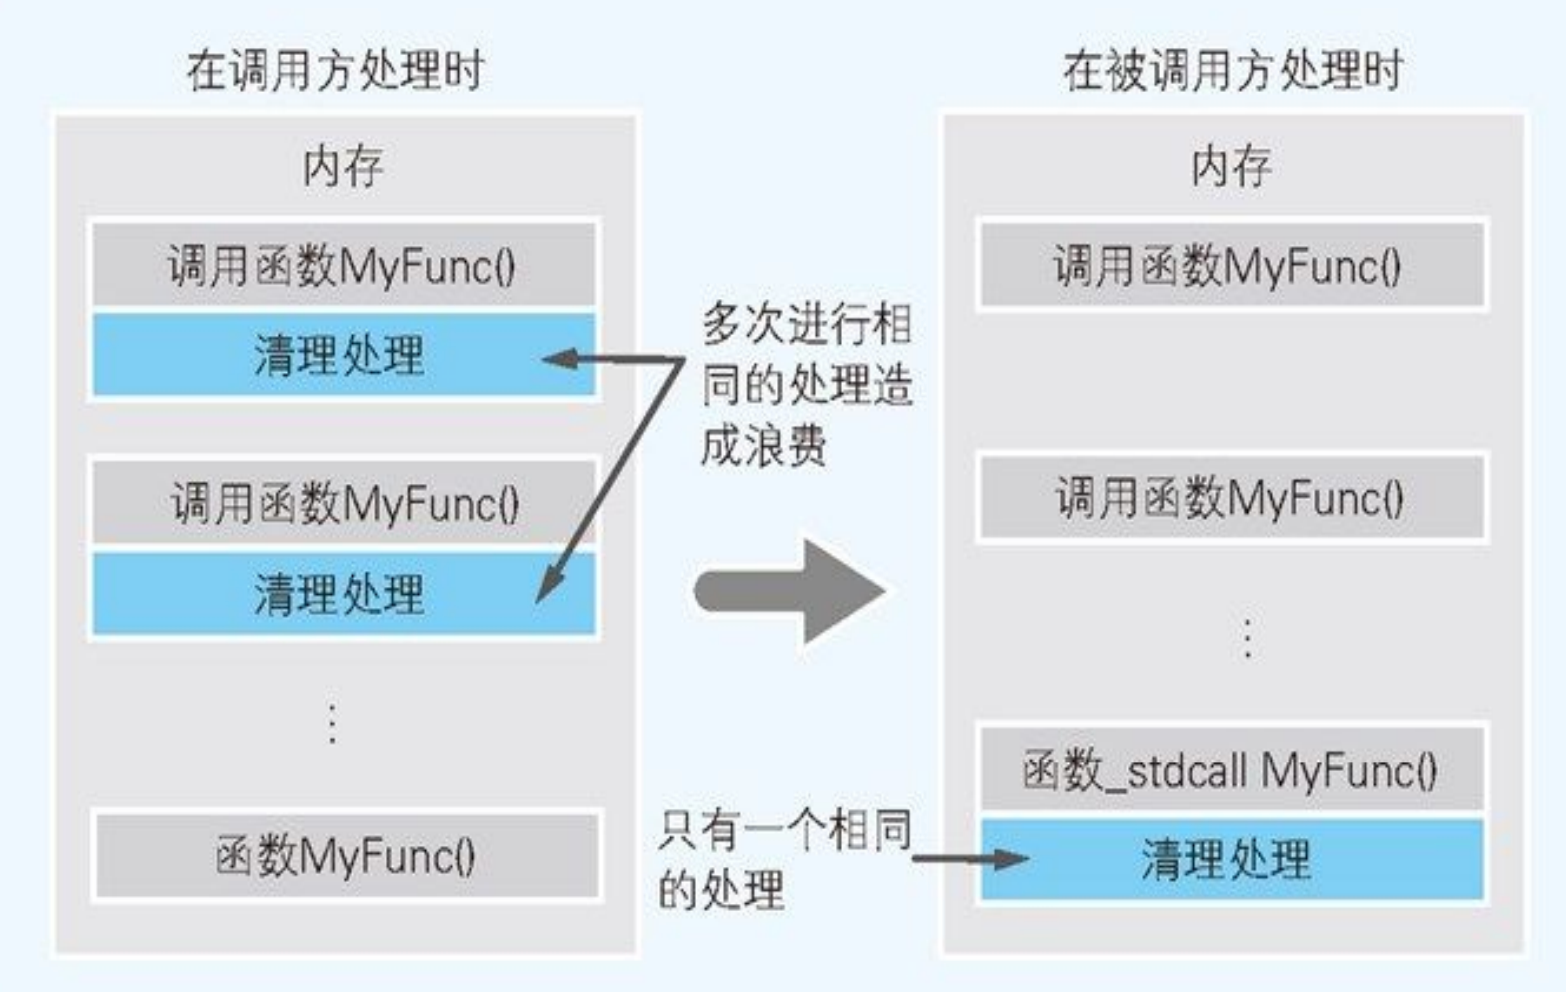 在调用方处理时
内存
调用函数MyFunc()
清理处理
调用函数MyFunc()
清理处理
⋮
函数MyFunc()
多次进行相
同的处理造
成浪费
只有一个相同
的处理
在被调用方处理时
内存
调用函数MyFunc()
调用函数MyFunc()
⋮
函数_stdcall MyFunc()
清理处理